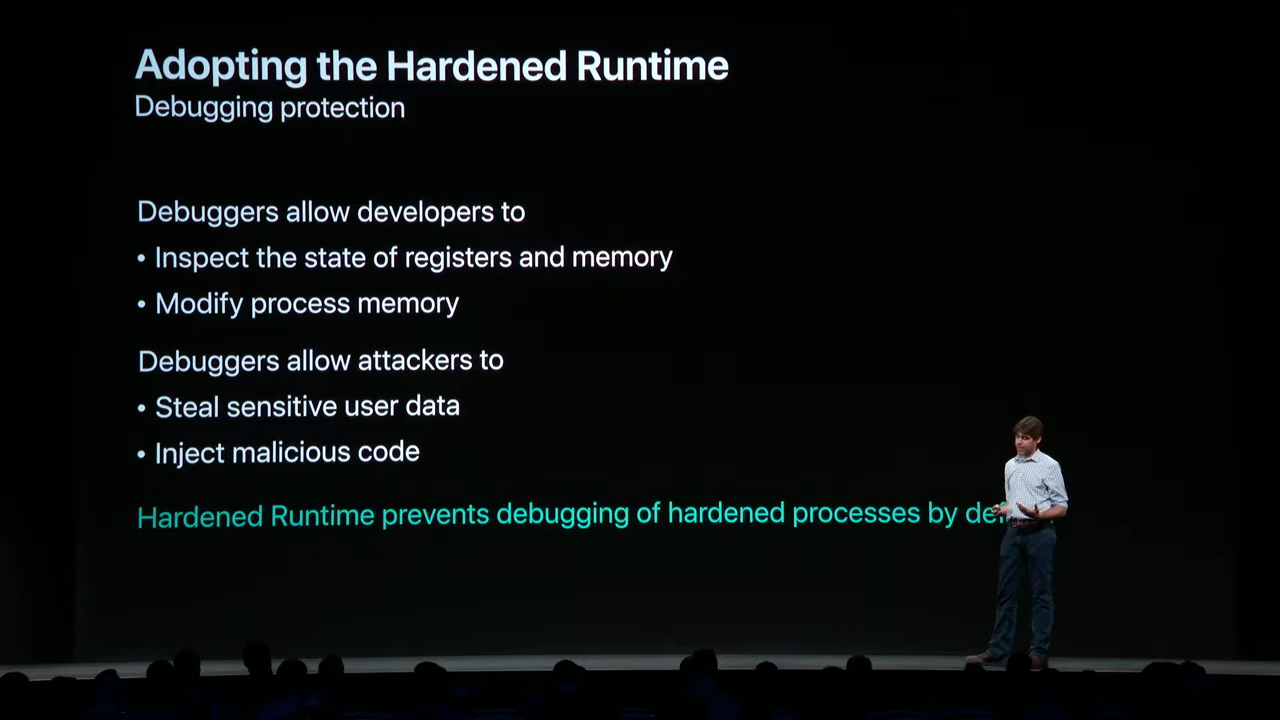 Adopting the Hardened Runtime
Debugging protection
Debuggers allow developers to
• Inspect the state of registers and memory
• Modify process memory
Debuggers allow attackers to
• Steal sensitive user data
• Inject malicious code
Hardened Runtime prevents debugging of hardened processes by